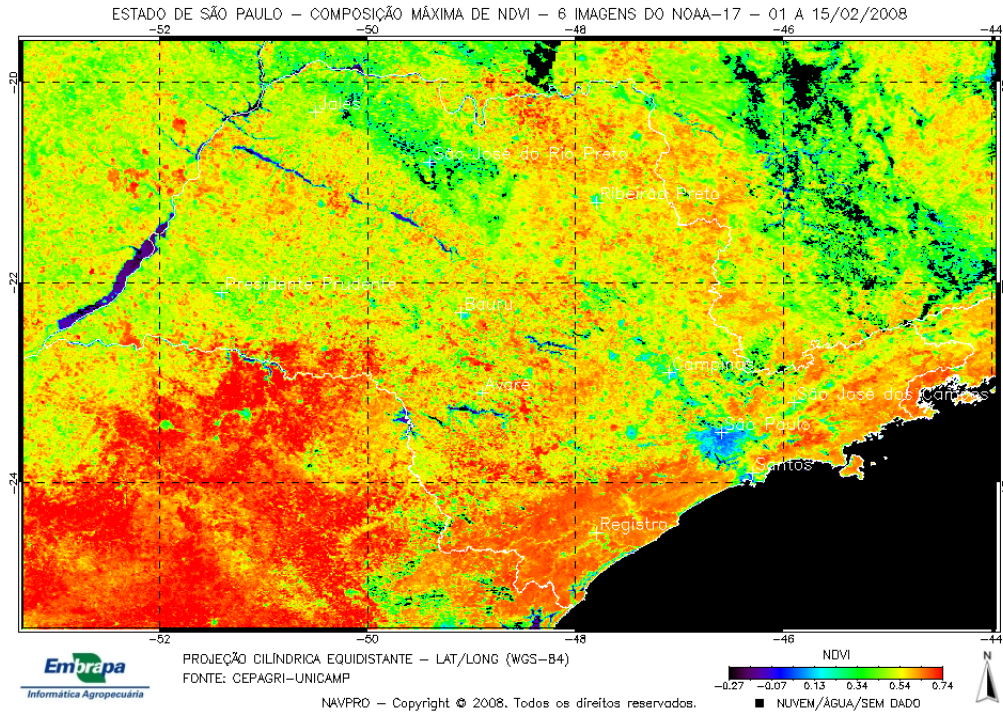 ESTADO DE SÃO PAULO – COMPOSIÇÃO MÁXIMA DE NDVI – 6 IMAGENS DO NOAA–17 – 01 A 15/02/2008
−52 −50 −48 −46 −44
−20
Jales
São José do Rio Preto
Ribeirão Preto
−22
Presidente Prudente
Bauru
Campinas
Avaré
São José dos Campos
São Paulo
Santos
−24
Registro
−52 −50 −48 −46 −44
Embrapa
Informática Agropecuária
PROJEÇÃO CILÍNDRICA EQUIDISTANTE – LAT/LONG (WGS–84)
FONTE: CEPAGRI–UNICAMP
NAVPRO – Copyright © 2008. Todos os direitos reservados.
NDVI
−0.27 −0.07 0.13 0.34 0.54 0.74
NUVEM/ÁGUA/SEM DADO
N